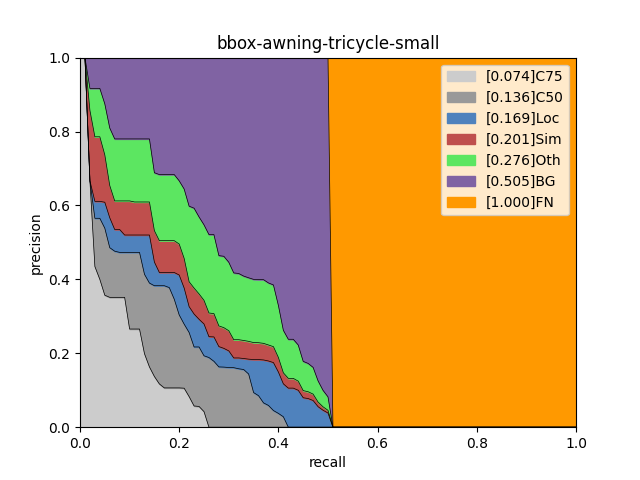 bbox-awning-tricycle-small
1.0
0.8
0.6
0.4
0.2
0.0
precision
[0.074]C75
[0.136]C50
[0.169]Loc
[0.201]Sim
[0.276]Oth
[0.505]BG
[1.000]FN
0.0 0.2 0.4 0.6 0.8 1.0
recall